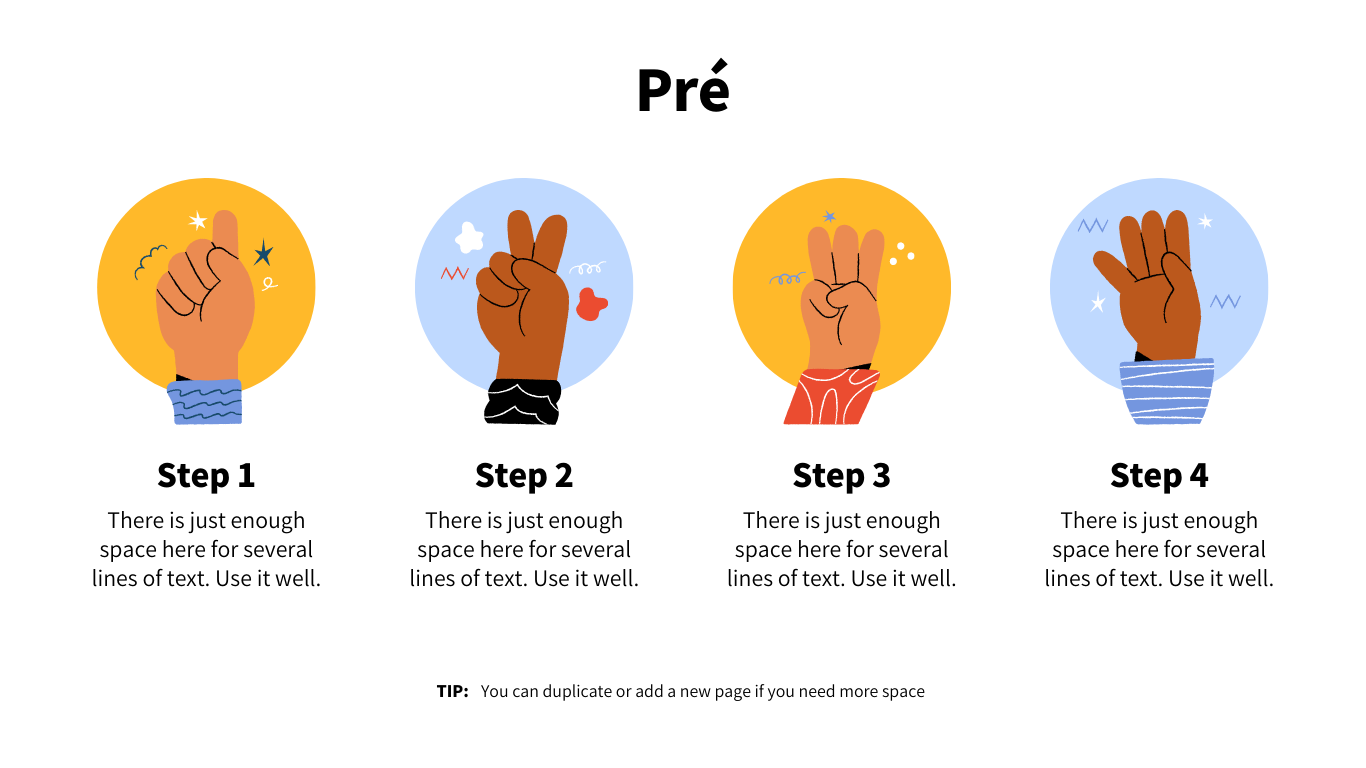 Pré
Step 1
There is just enough
space here for several
lines of text. Use it well.
Step 2
There is just enough
space here for several
lines of text. Use it well.
Step 3
There is just enough
space here for several
lines of text. Use it well.
Step 4
There is just enough
space here for several
lines of text. Use it well.
TIP: You can duplicate or add a new page if you need more space